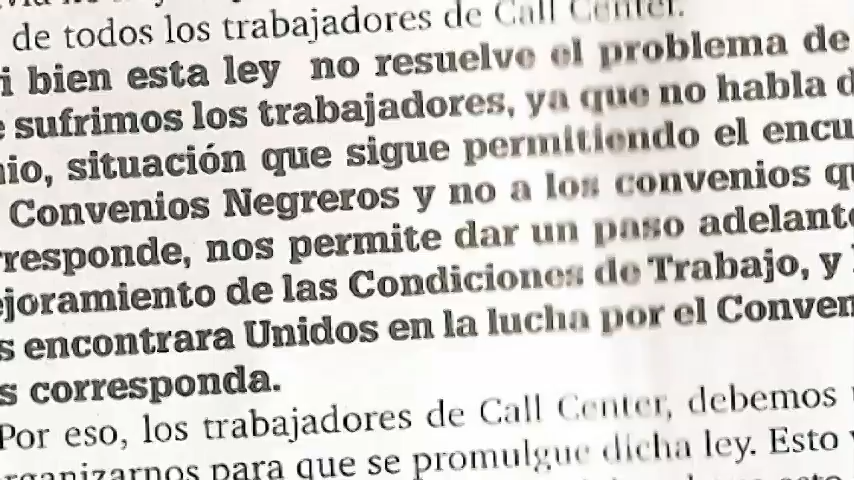 de todos los trabajadores de Call Center.
i bien esta ley no resuelve el problema de
sufrimos los trabajadores, ya que no habla
io, situación que sigue permitiendo el encu
Convenios Negreros y no a los convenios
rresponde, nos permite dar un paso adelant
joramiento de las Condiciones de Trabajo, y
s encontrara Unidos en la lucha por el Conven
s corresponda.
Por eso, los trabajadores de Call Center, debemos
rganizarnos para que se promulgue dicha ley. Esto